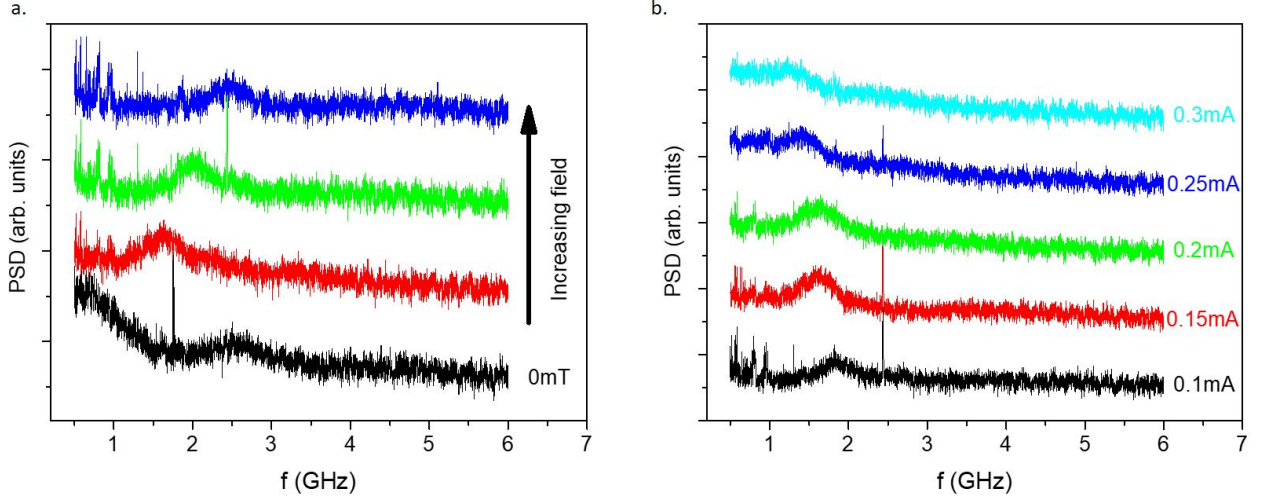 a.
PSD (arb. units)
Increasing field
0mT
1 2 3 4 5 6 7
f (GHz)
b.
PSD (arb. units)
0.3mA
0.25mA
0.2mA
0.15mA
0.1mA
1 2 3 4 5 6 7
f (GHz)